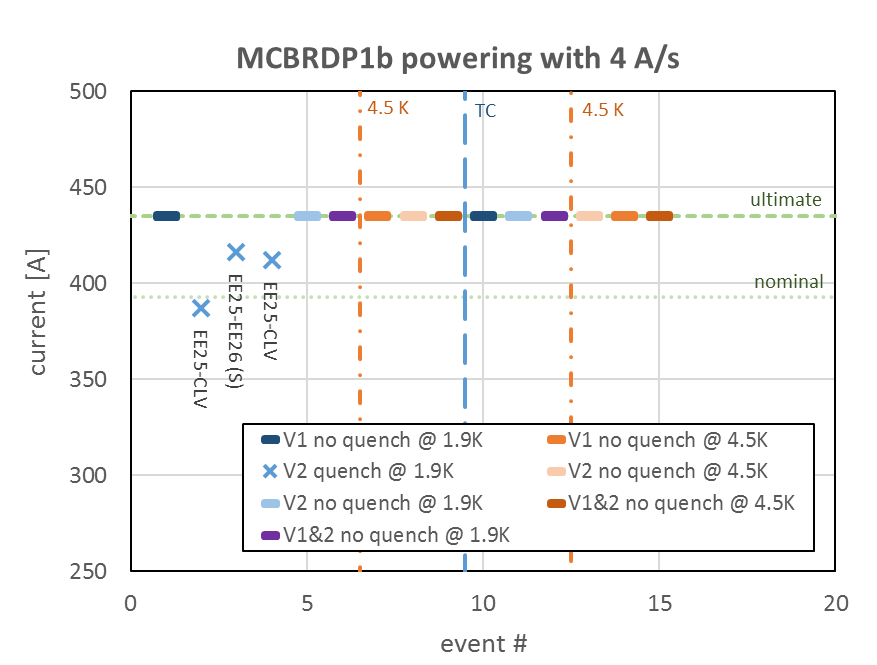 MCBRDP1b powering with 4 A/s
500
450
400
350
300
250
current [A]
4.5 K
TC
4.5 K
ultimate
nominal
EE25-CLV
EE25-EE26 (S)
EE25-CLV
V1 no quench @ 1.9K
V1 no quench @ 4.5K
V2 quench @ 1.9K
V2 no quench @ 4.5K
V2 no quench @ 1.9K
V1&2 no quench @ 4.5K
V1&2 no quench @ 1.9K
0
5
10
15
20
event #